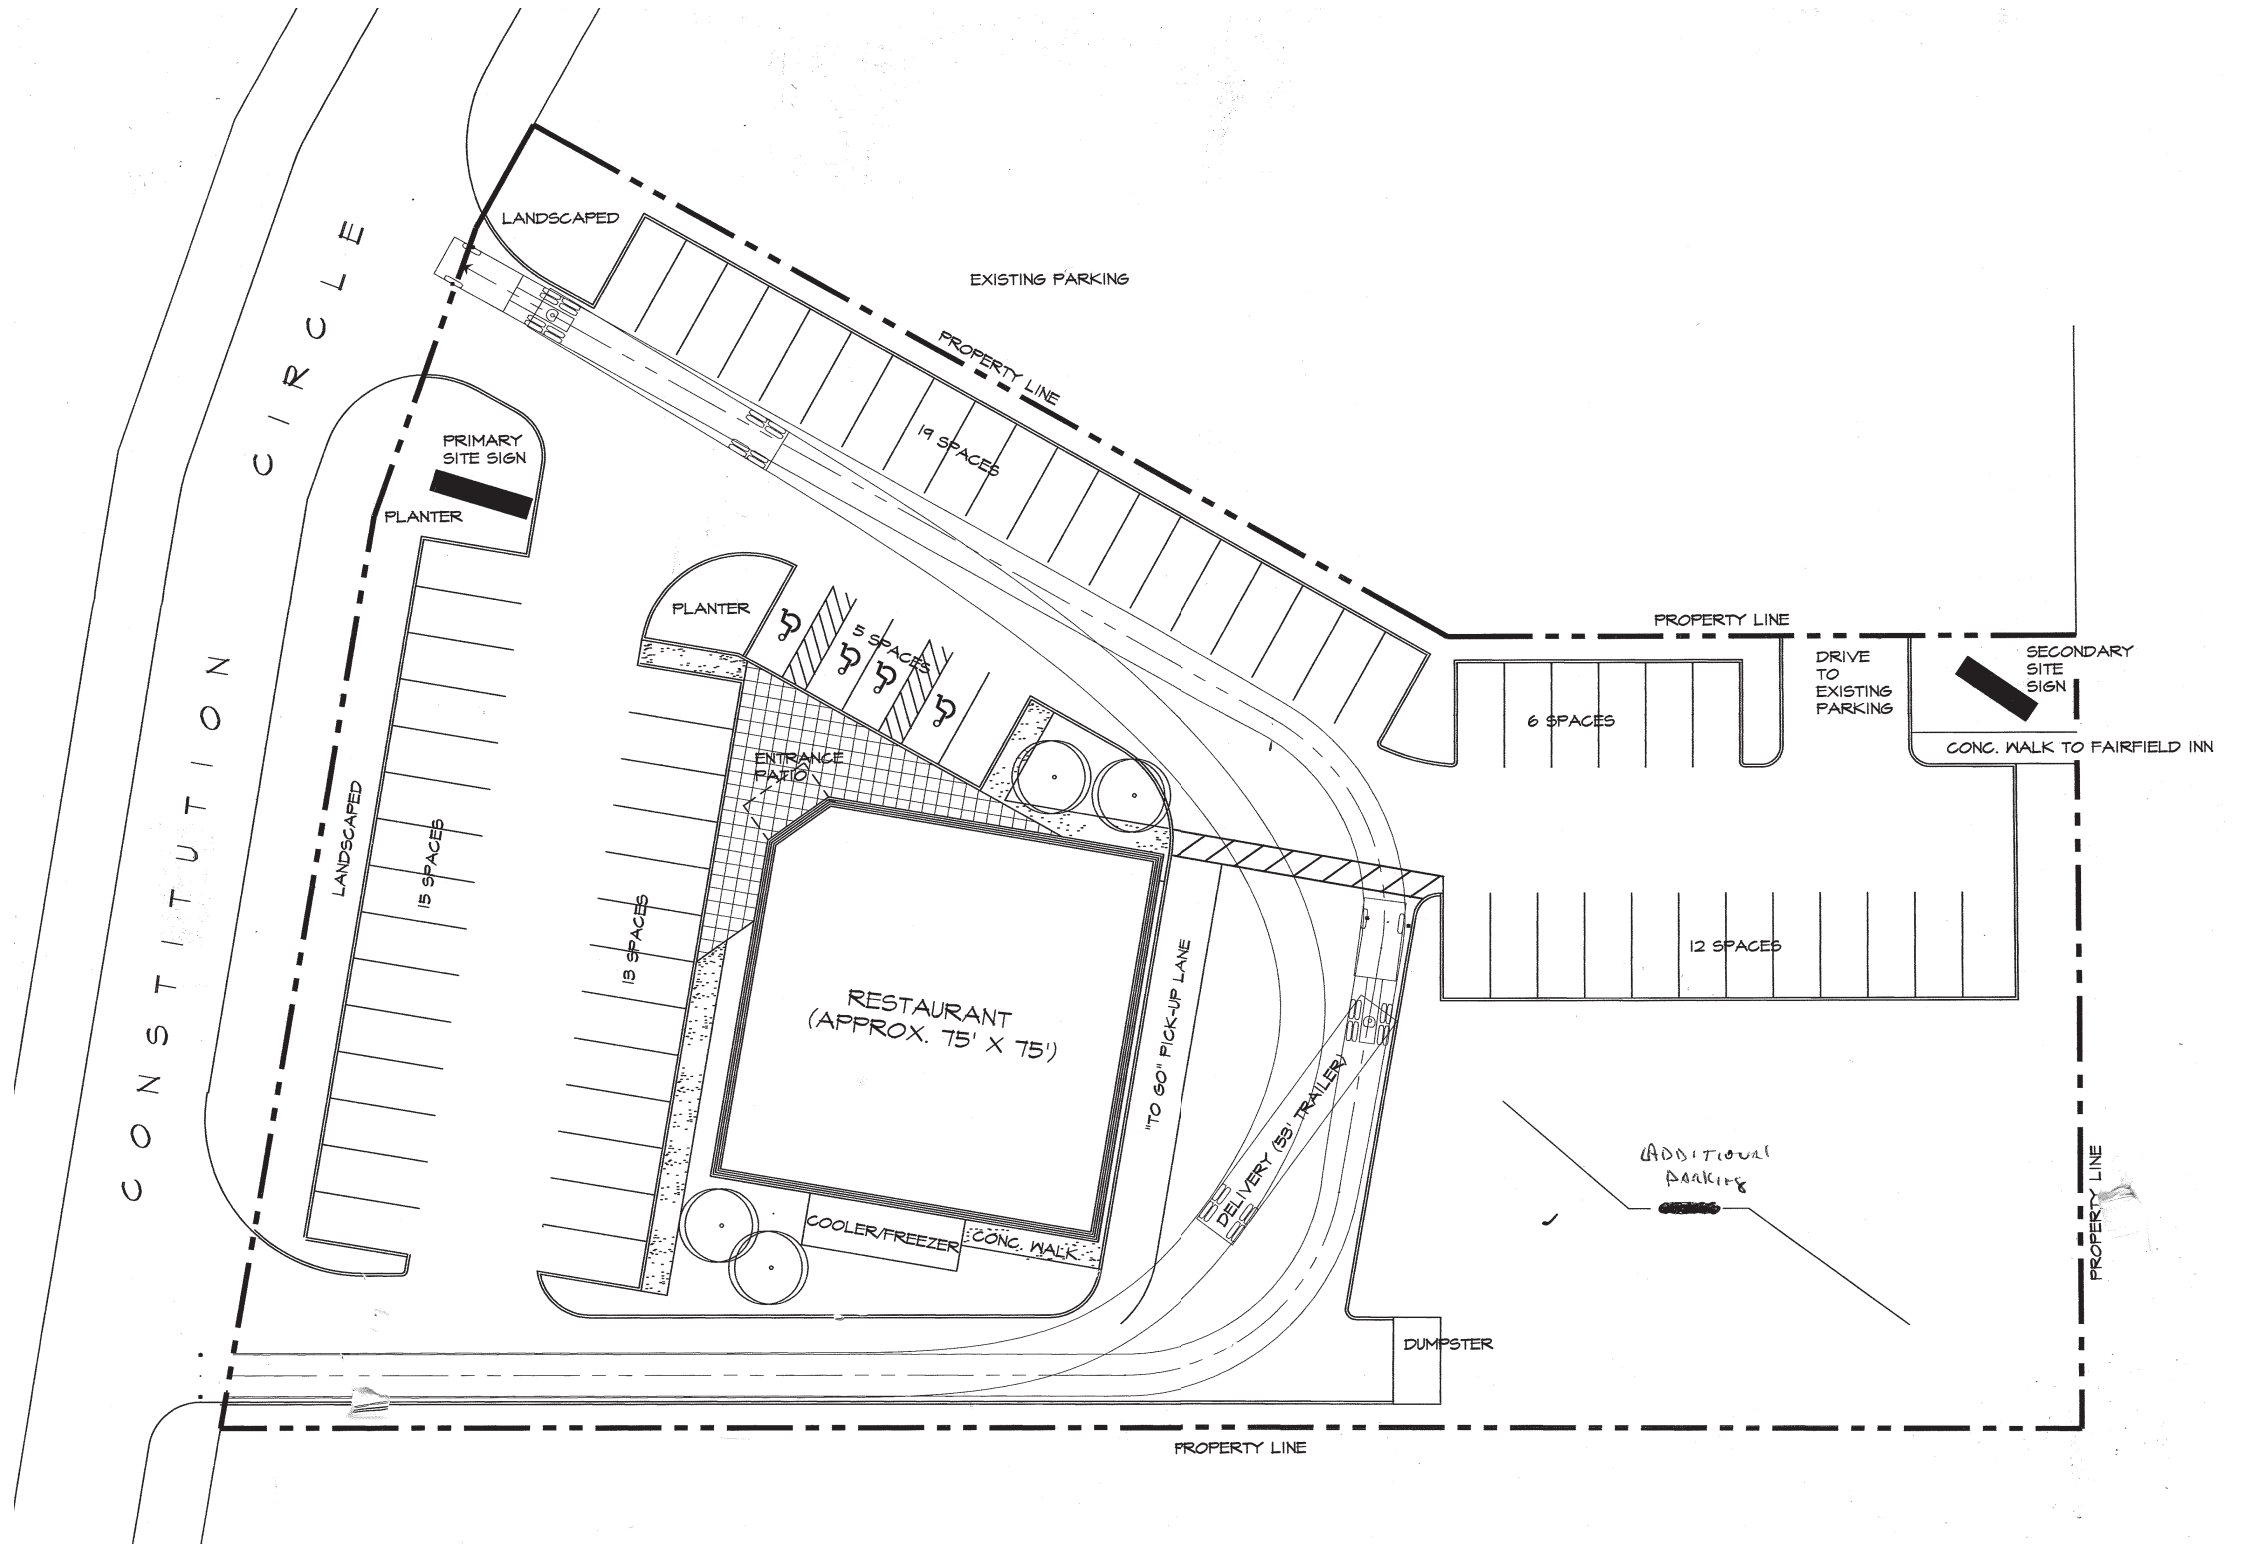 LANDSCAPED
EXISTING PARKING
PROPERTY LINE
CONSTITUTION CIRCLE
PRIMARY
SITE SIGN
PLANTER
19 SPACES
PLANTER
5 SPACES
PROPERTY LINE
DRIVE
TO
EXISTING
PARKING
SECONDARY
SITE
SIGN
6 SPACES
CONC. WALK TO FAIRFIELD INN
ENTRANCE
PATIO
LANDSCAPED
15 SPACES
13 SPACES
12 SPACES
RESTAURANT
(APPROX. 75' X 75')
"TO GO" PICK-UP LANE
DELIVERY (53' TRAILER)
ADDITIONAL
PARKING
PROPERTY LINE
COOLER/FREEZER
CONC. WALK
DUMPSTER
PROPERTY LINE